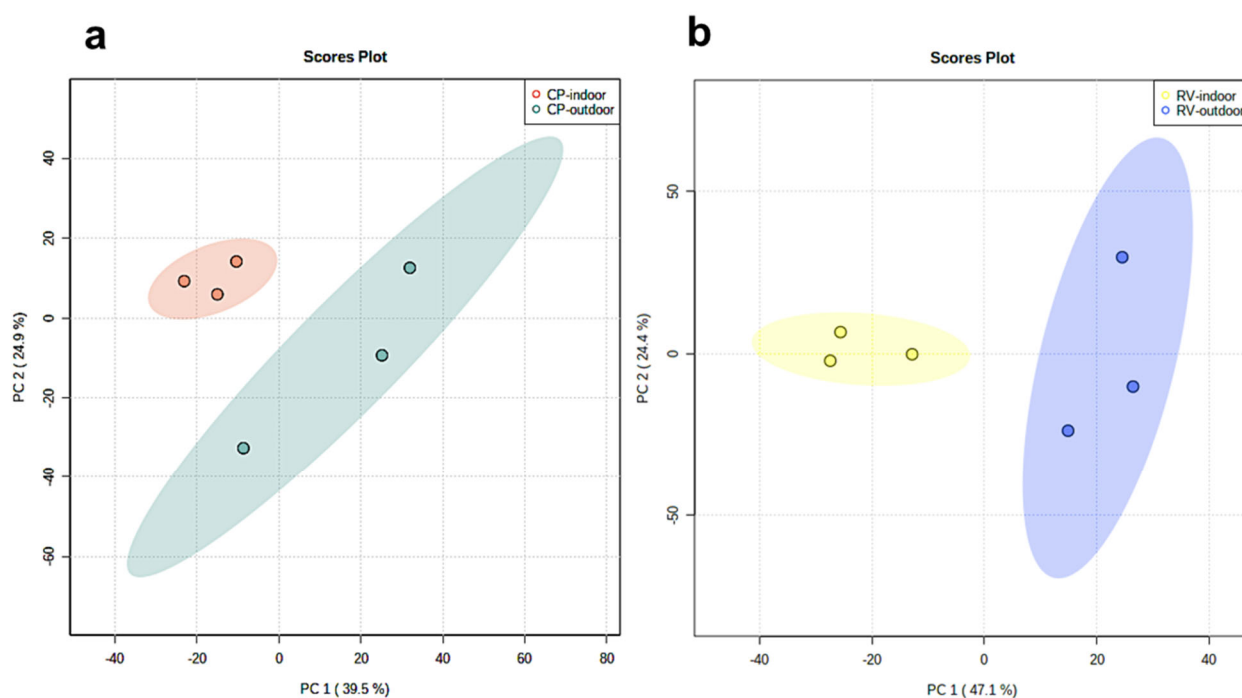 a
Scores Plot
CP-indoor
CP-outdoor
40
20
0
-20
-40
-60
PC 2 ( 24.9 %)
-40
-20
0
20
40
60
80
PC 1 ( 39.5 %)
b
Scores Plot
RV-indoor
RV-outdoor
50
0
-50
PC 2 ( 24.4 %)
-40
-20
0
20
40
PC 1 ( 47.1 %)